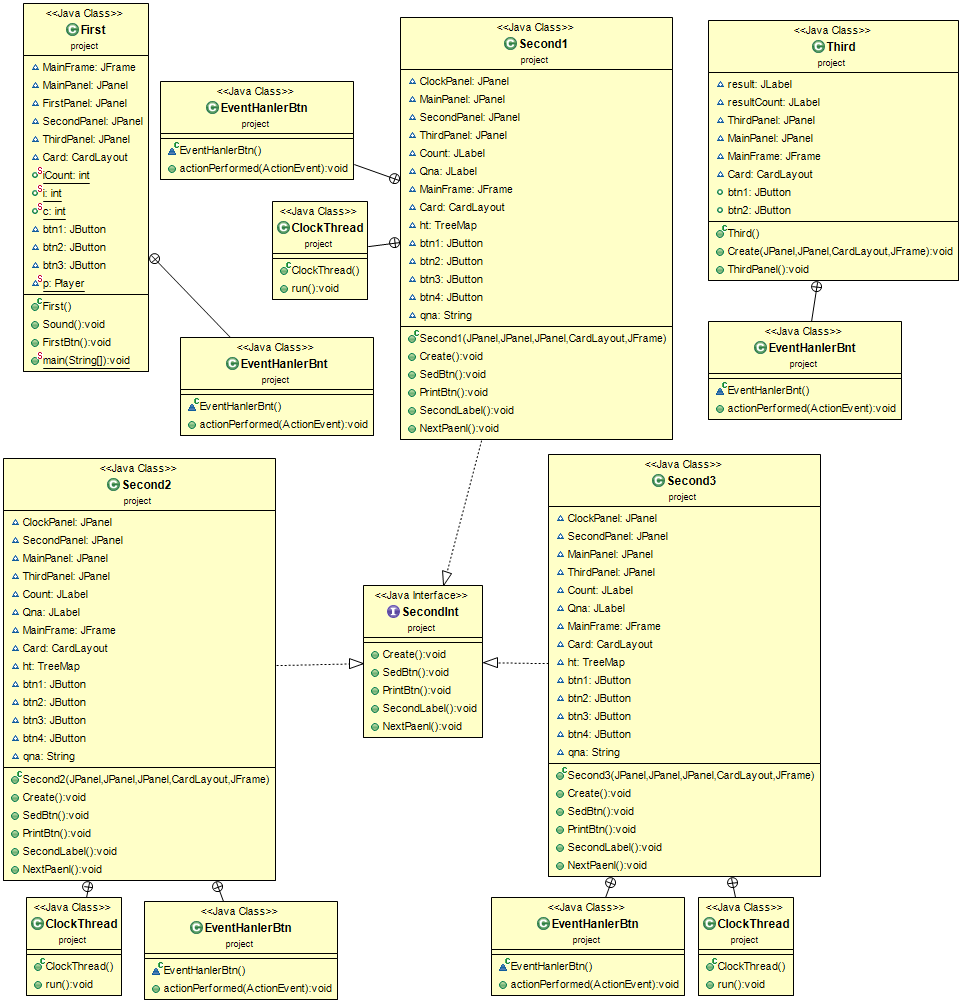 <<Java Class>>
First
project
MainFrame: JFrame
MainPanel: JPanel
FirstPanel: JPanel
SecondPanel: JPanel
ThirdPanel: JPanel
Card: CardLayout
iCount: int
i: int
c: int
btn1: JButton
btn2: JButton
btn3: JButton
p: Player
First()
Sound():void
FirstBtn():void
main(String[]):void
<<Java Class>>
EventHanlerBtn
project
EventHanlerBtn()
actionPerformed(ActionEvent):void
<<Java Class>>
ClockThread
project
ClockThread()
run():void
<<Java Class>>
EventHanlerBnt
project
EventHanlerBnt()
actionPerformed(ActionEvent):void
<<Java Class>>
Second1
project
ClockPanel: JPanel
MainPanel: JPanel
SecondPanel: JPanel
ThirdPanel: JPanel
Count: JLabel
Qna: JLabel
MainFrame: JFrame
Card: CardLayout
ht: TreeMap
btn1: JButton
btn2: JButton
btn3: JButton
btn4: JButton
qna: String
Second1(JPanel,JPanel,JPanel,CardLayout,JFrame)
Create():void
SedBtn():void
PrintBtn():void
SecondLabel():void
NextPaenl():void
<<Java Class>>
Third
project
result: JLabel
resultCount: JLabel
ThirdPanel: JPanel
MainPanel: JPanel
MainFrame: JFrame
Card: CardLayout
btn1: JButton
btn2: JButton
Third()
Create(JPanel,JPanel,CardLayout,JFrame):void
ThirdPanel():void
<<Java Class>>
EventHanlerBnt
project
EventHanlerBnt()
actionPerformed(ActionEvent):void
<<Java Class>>
Second2
project
ClockPanel: JPanel
SecondPanel: JPanel
MainPanel: JPanel
ThirdPanel: JPanel
Count: JLabel
Qna: JLabel
MainFrame: JFrame
Card: CardLayout
ht: TreeMap
btn1: JButton
btn2: JButton
btn3: JButton
btn4: JButton
qna: String
Second2(JPanel,JPanel,JPanel,CardLayout,JFrame)
Create():void
SedBtn():void
PrintBtn():void
SecondLabel():void
NextPaenl():void
<<Java Interface>>
SecondInt
project
Create():void
SedBtn():void
PrintBtn():void
SecondLabel():void
NextPaenl():void
<<Java Class>>
Second3
project
ClockPanel: JPanel
SecondPanel: JPanel
MainPanel: JPanel
ThirdPanel: JPanel
Count: JLabel
Qna: JLabel
MainFrame: JFrame
Card: CardLayout
ht: TreeMap
btn1: JButton
btn2: JButton
btn3: JButton
btn4: JButton
qna: String
Second3(JPanel,JPanel,JPanel,CardLayout,JFrame)
Create():void
SedBtn():void
PrintBtn():void
SecondLabel():void
NextPaenl():void
<<Java Class>>
ClockThread
project
ClockThread()
run():void
<<Java Class>>
EventHanlerBtn
project
EventHanlerBtn()
actionPerformed(ActionEvent):void
<<Java Class>>
EventHanlerBtn
project
EventHanlerBtn()
actionPerformed(ActionEvent):void
<<Java Class>>
ClockThread
project
ClockThread()
run():void